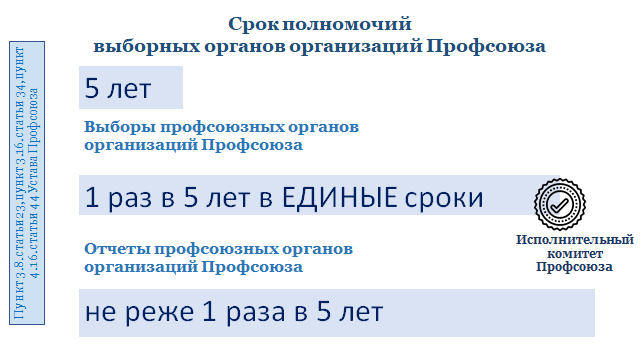 Срок полномочий
выборных органов организаций Профсоюза
Пункт 3.8.статьи 23,пункт 3.16.статьи 34,пункт
4.16.статьи 44 Устава Профсоюза
5 лет
Выборы профсоюзных органов
организаций Профсоюза
1 раз в 5 лет в ЕДИНЫЕ сроки
Исполнительный
комитет
Профсоюза
Отчеты профсоюзных органов
организаций Профсоюза
не реже 1 раза в 5 лет